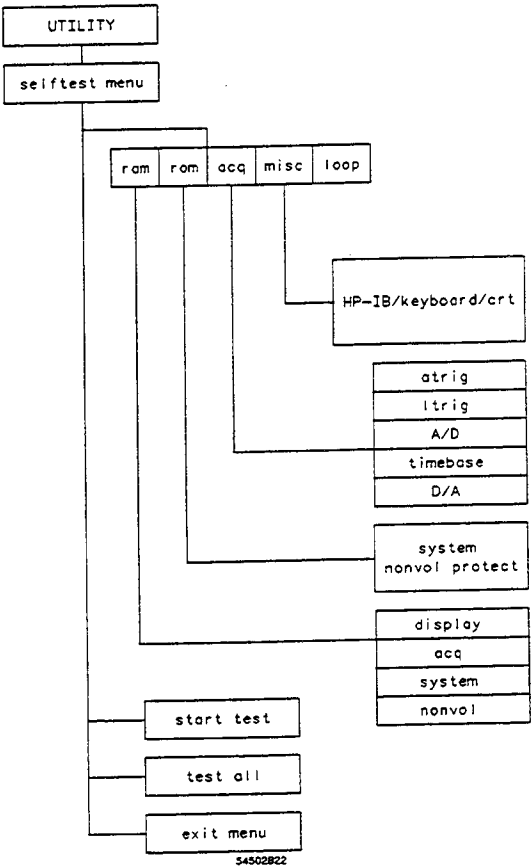 UTILITY
selftest menu
ram rom acq misc loop
HP-IB/keyboard/crt
atrig
ltrig
A/D
timebase
D/A
system
nonvol protect
display
acq
system
nonvol
start test
test all
exit menu
54502B22